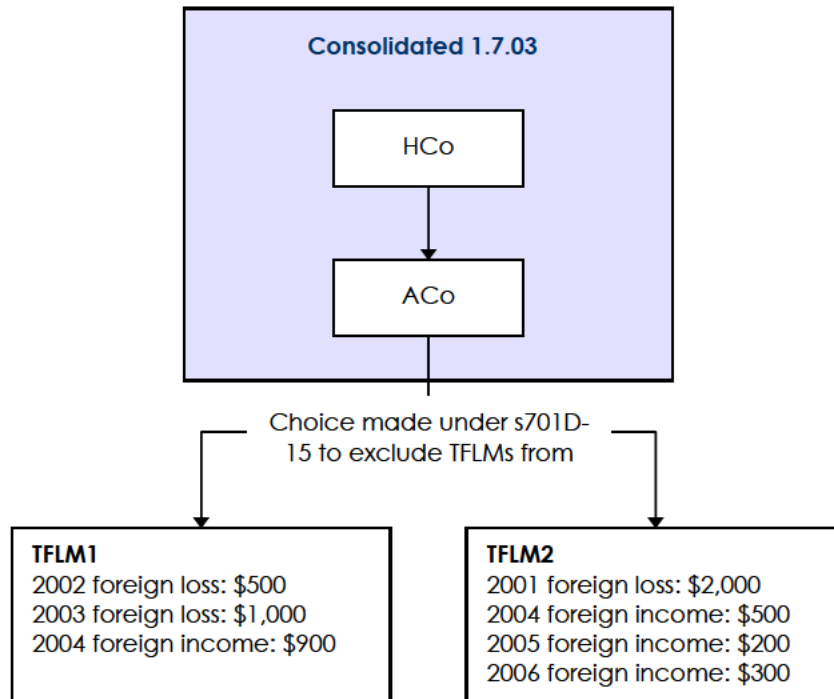 Consolidated 1.7.03
HCo
ACo
Choice made under s701D-
15 to exclude TFLMs from
TFLM1
2002 foreign loss: $500
2003 foreign loss: $1,000
2004 foreign income: $900
TFLM2
2001 foreign loss: $2,000
2004 foreign income: $500
2005 foreign income: $200
2006 foreign income: $300